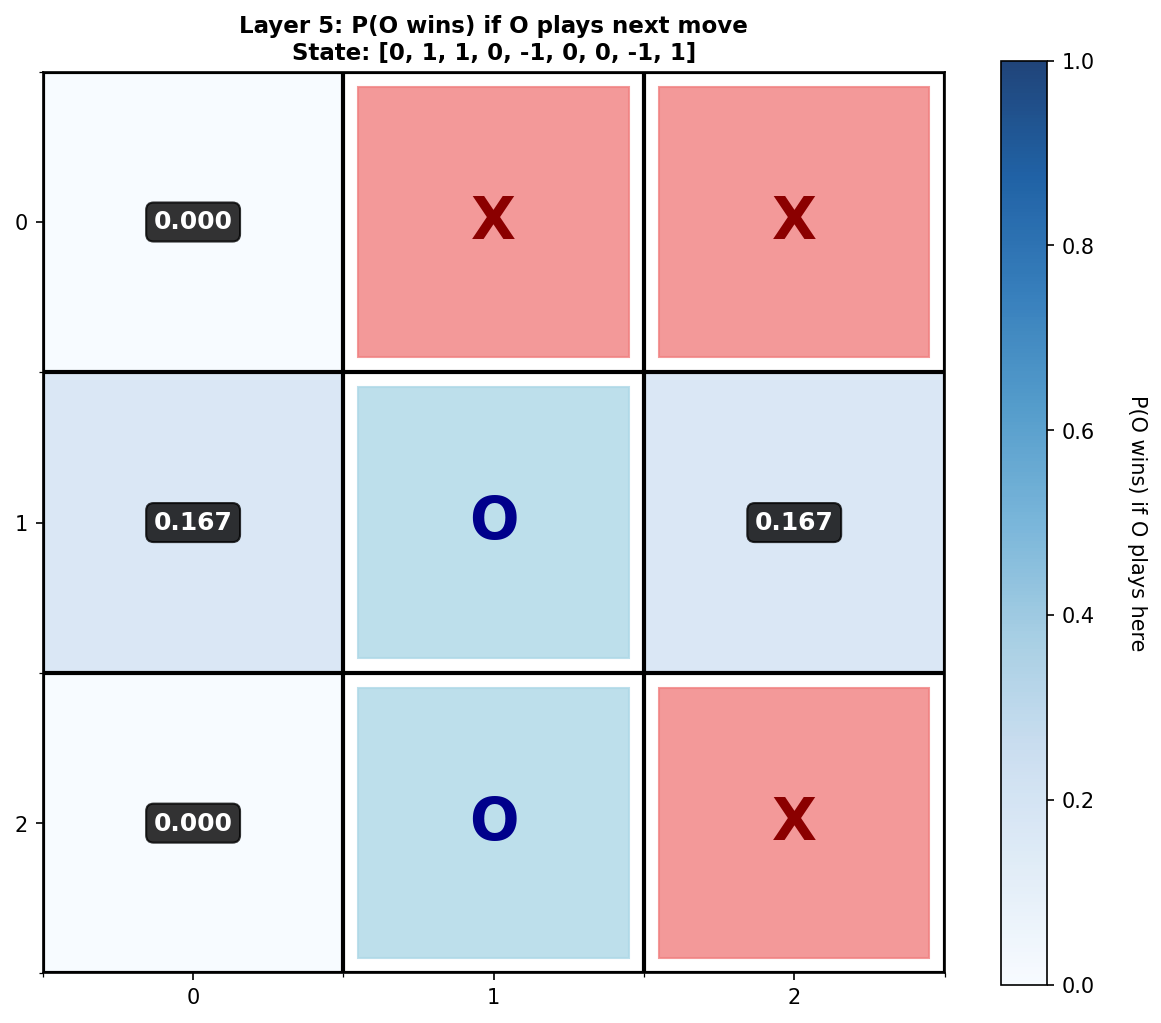 Layer 5: P(O wins) if O plays next move
State: [0, 1, 1, 0, -1, 0, 0, -1, 1]
0
0.000
X
X
1
0.167
O
0.167
2
0.000
O
X
0
1
2
1.0
0.8
0.6
0.4
0.2
0.0
P(O wins) if O plays here